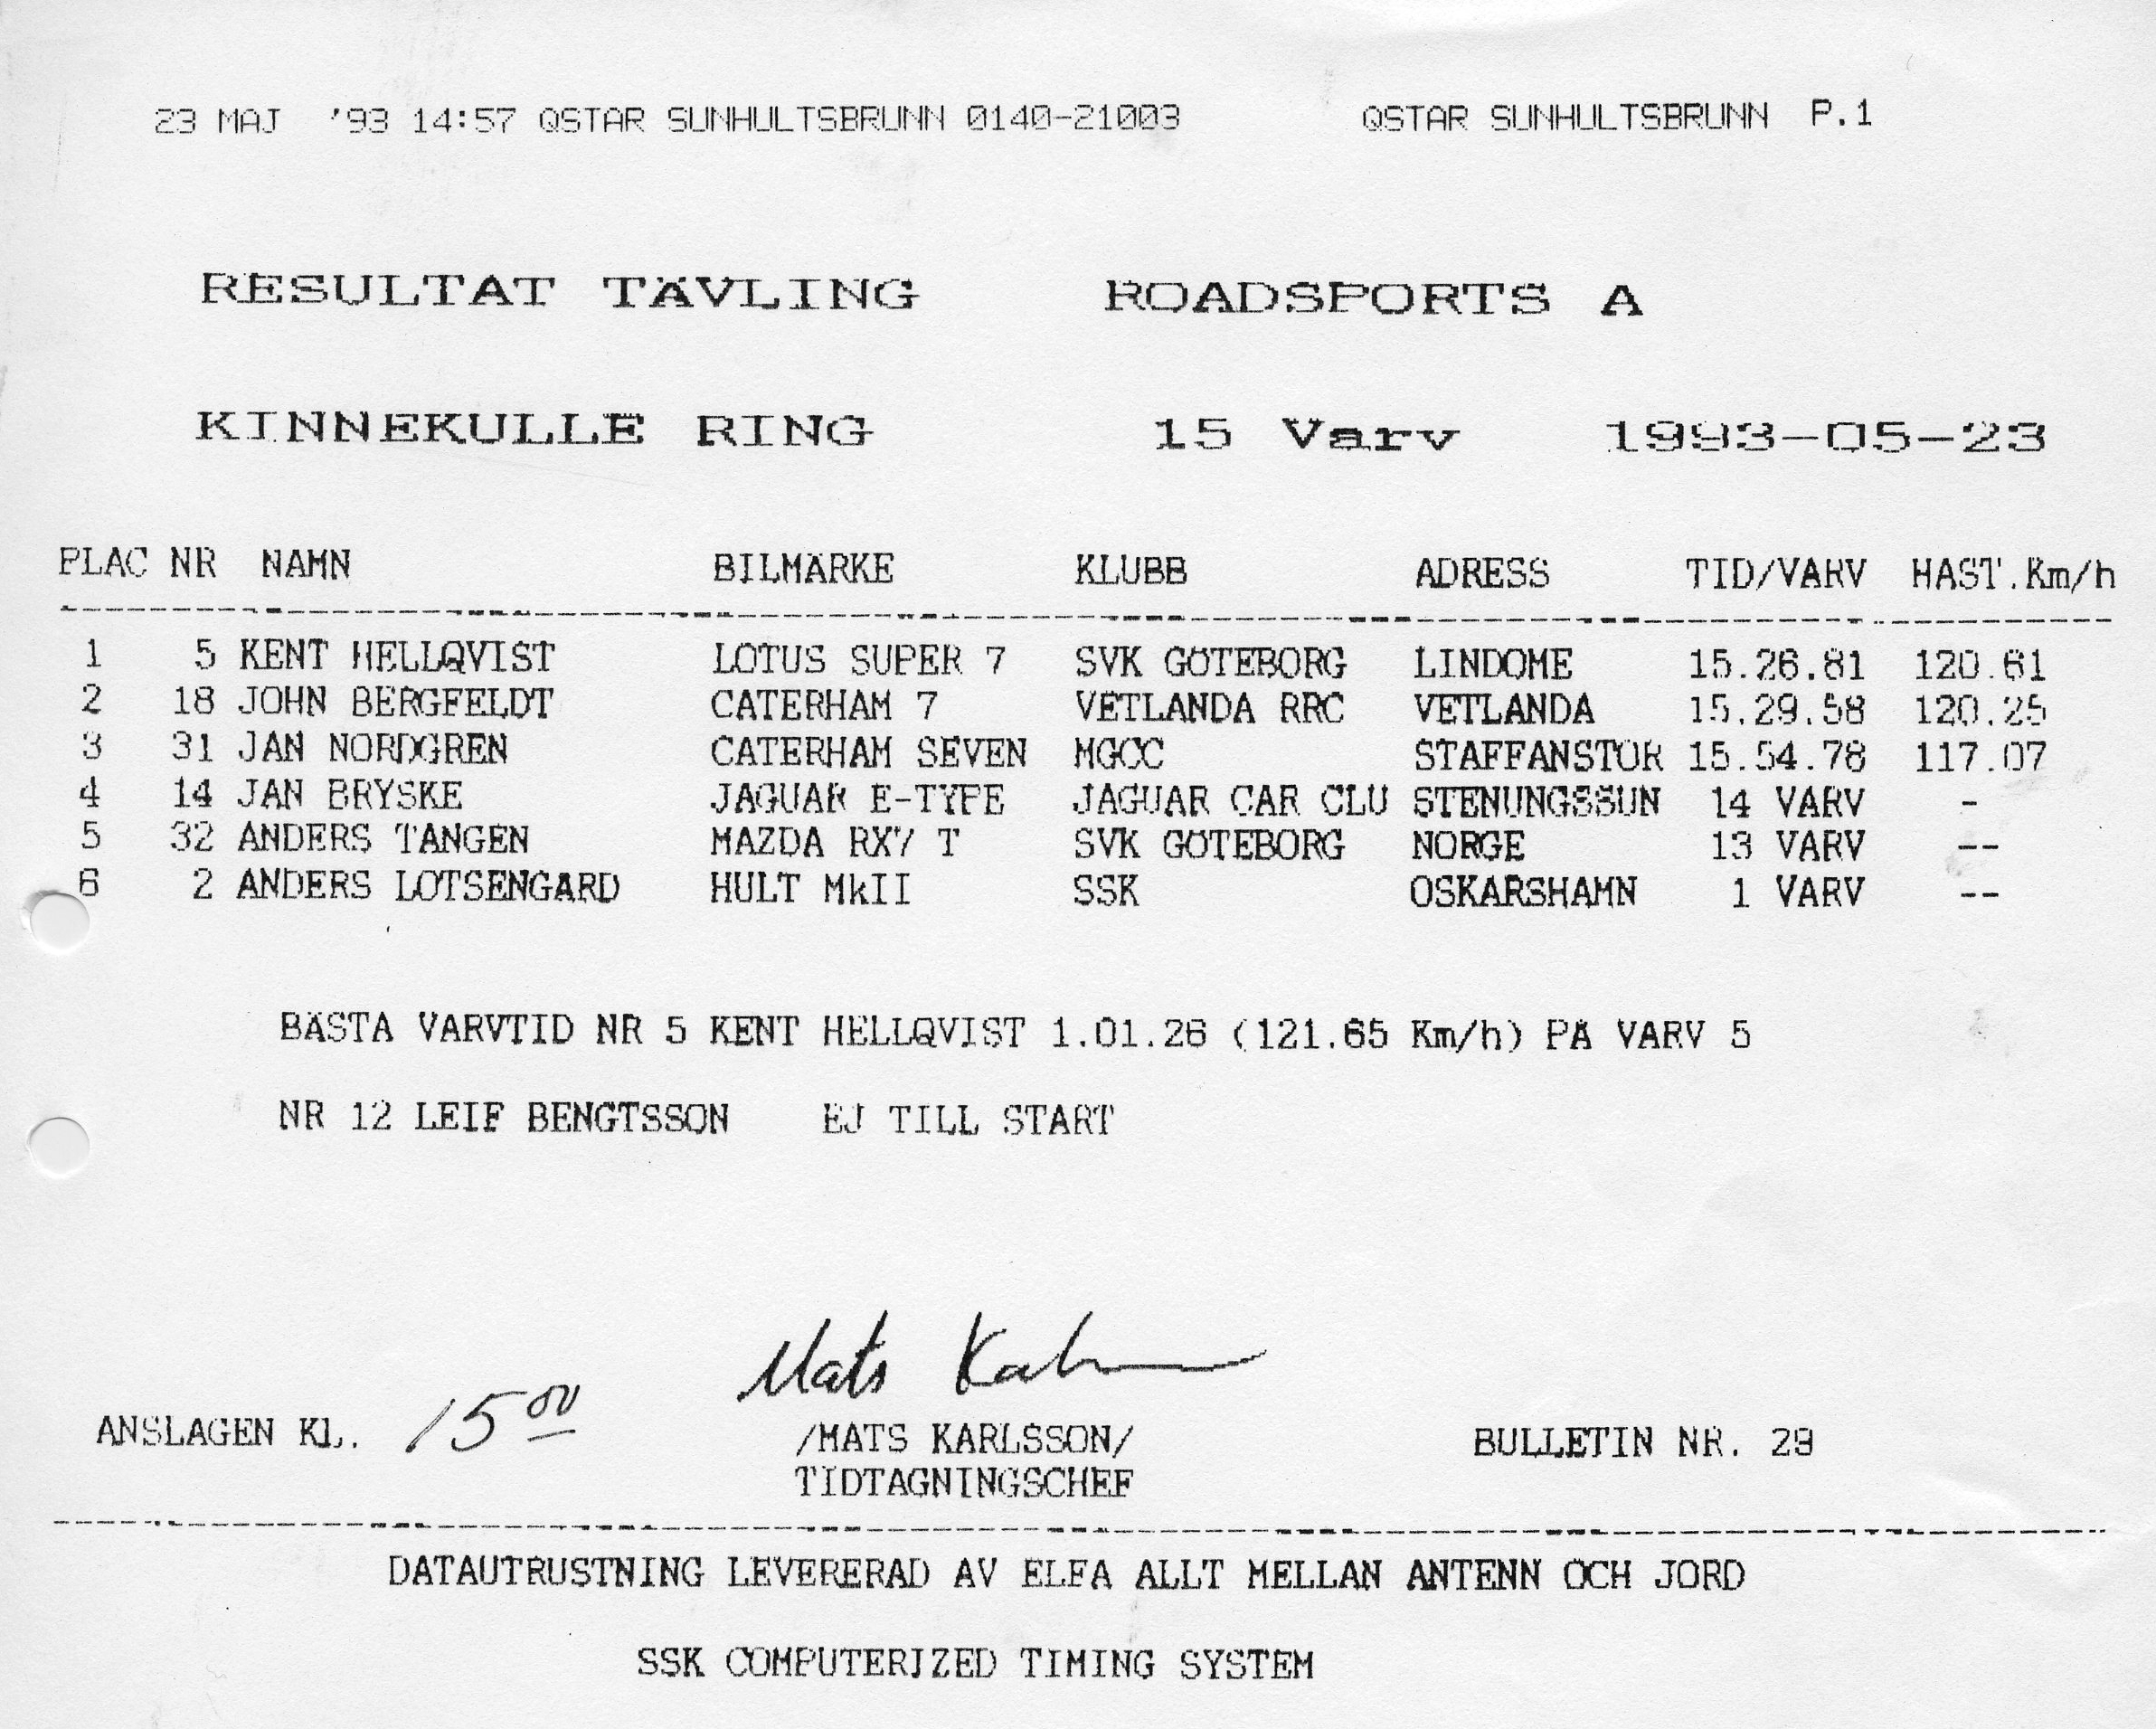 23 MAJ '93 14:57 QSTAR SUNHULTSBRUNN 0140-21003 QSTAR SUNHULTSBRUNN P.1
RESULTAT TÄVLING ROADSPORTS A
KINNEKULLE RING 15 Varv 1993-05-23
PLAC NR NAMN BILMÄRKE KLUBB ADRESS TID/VARV HAST.Km/h
1 5 KENT HELLQVIST LOTUS SUPER 7 SVK GÖTEBORG LINDOME 15.26.81 120.61
2 18 JOHN BERGFELDT CATERHAM 7 VETLANDA RRC VETLANDA 15.29.58 120.25
3 31 JAN NORDGREN CATERHAM SEVEN MGCC STAFFANSTOR 15.54.78 117.07
4 14 JAN BRYSKE JAGUAR E-TYPE JAGUAR CAR CLU STENUNGSSUN 14 VARV -
5 32 ANDERS TANGEN MAZDA RX7 T SVK GÖTEBORG NORGE 13 VARV --
6 2 ANDERS LOTSENGÅRD HULT MkII SSK OSKARSHAMN 1 VARV --
BÄSTA VARVTID NR 5 KENT HELLQVIST 1.01.26 (121.65 Km/h) PÅ VARV 5
NR 12 LEIF BENGTSSON EJ TILL START
Mats Karlsson
ANSLAGEN KL. 15 00 /MATS KARLSSON/ BULLETIN NR. 29
TIDTAGNINGSCHEF
DATAUTRUSTNING LEVERERAD AV ELFA ALLT MELLAN ANTENN OCH JORD
SSK COMPUTERIZED TIMING SYSTEM